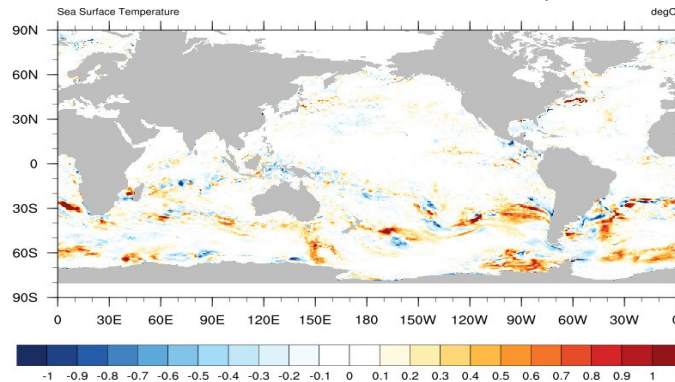 Sea Surface Temperature degC
90N
60N
30N
0
30S
60S
90S
0 30E 60E 90E 120E 150E 180 150W 120W 90W 60W 30W 0
-1 -0.9 -0.8 -0.7 -0.6 -0.5 -0.4 -0.3 -0.2 -0.1 0 0.1 0.2 0.3 0.4 0.5 0.6 0.7 0.8 0.9 1